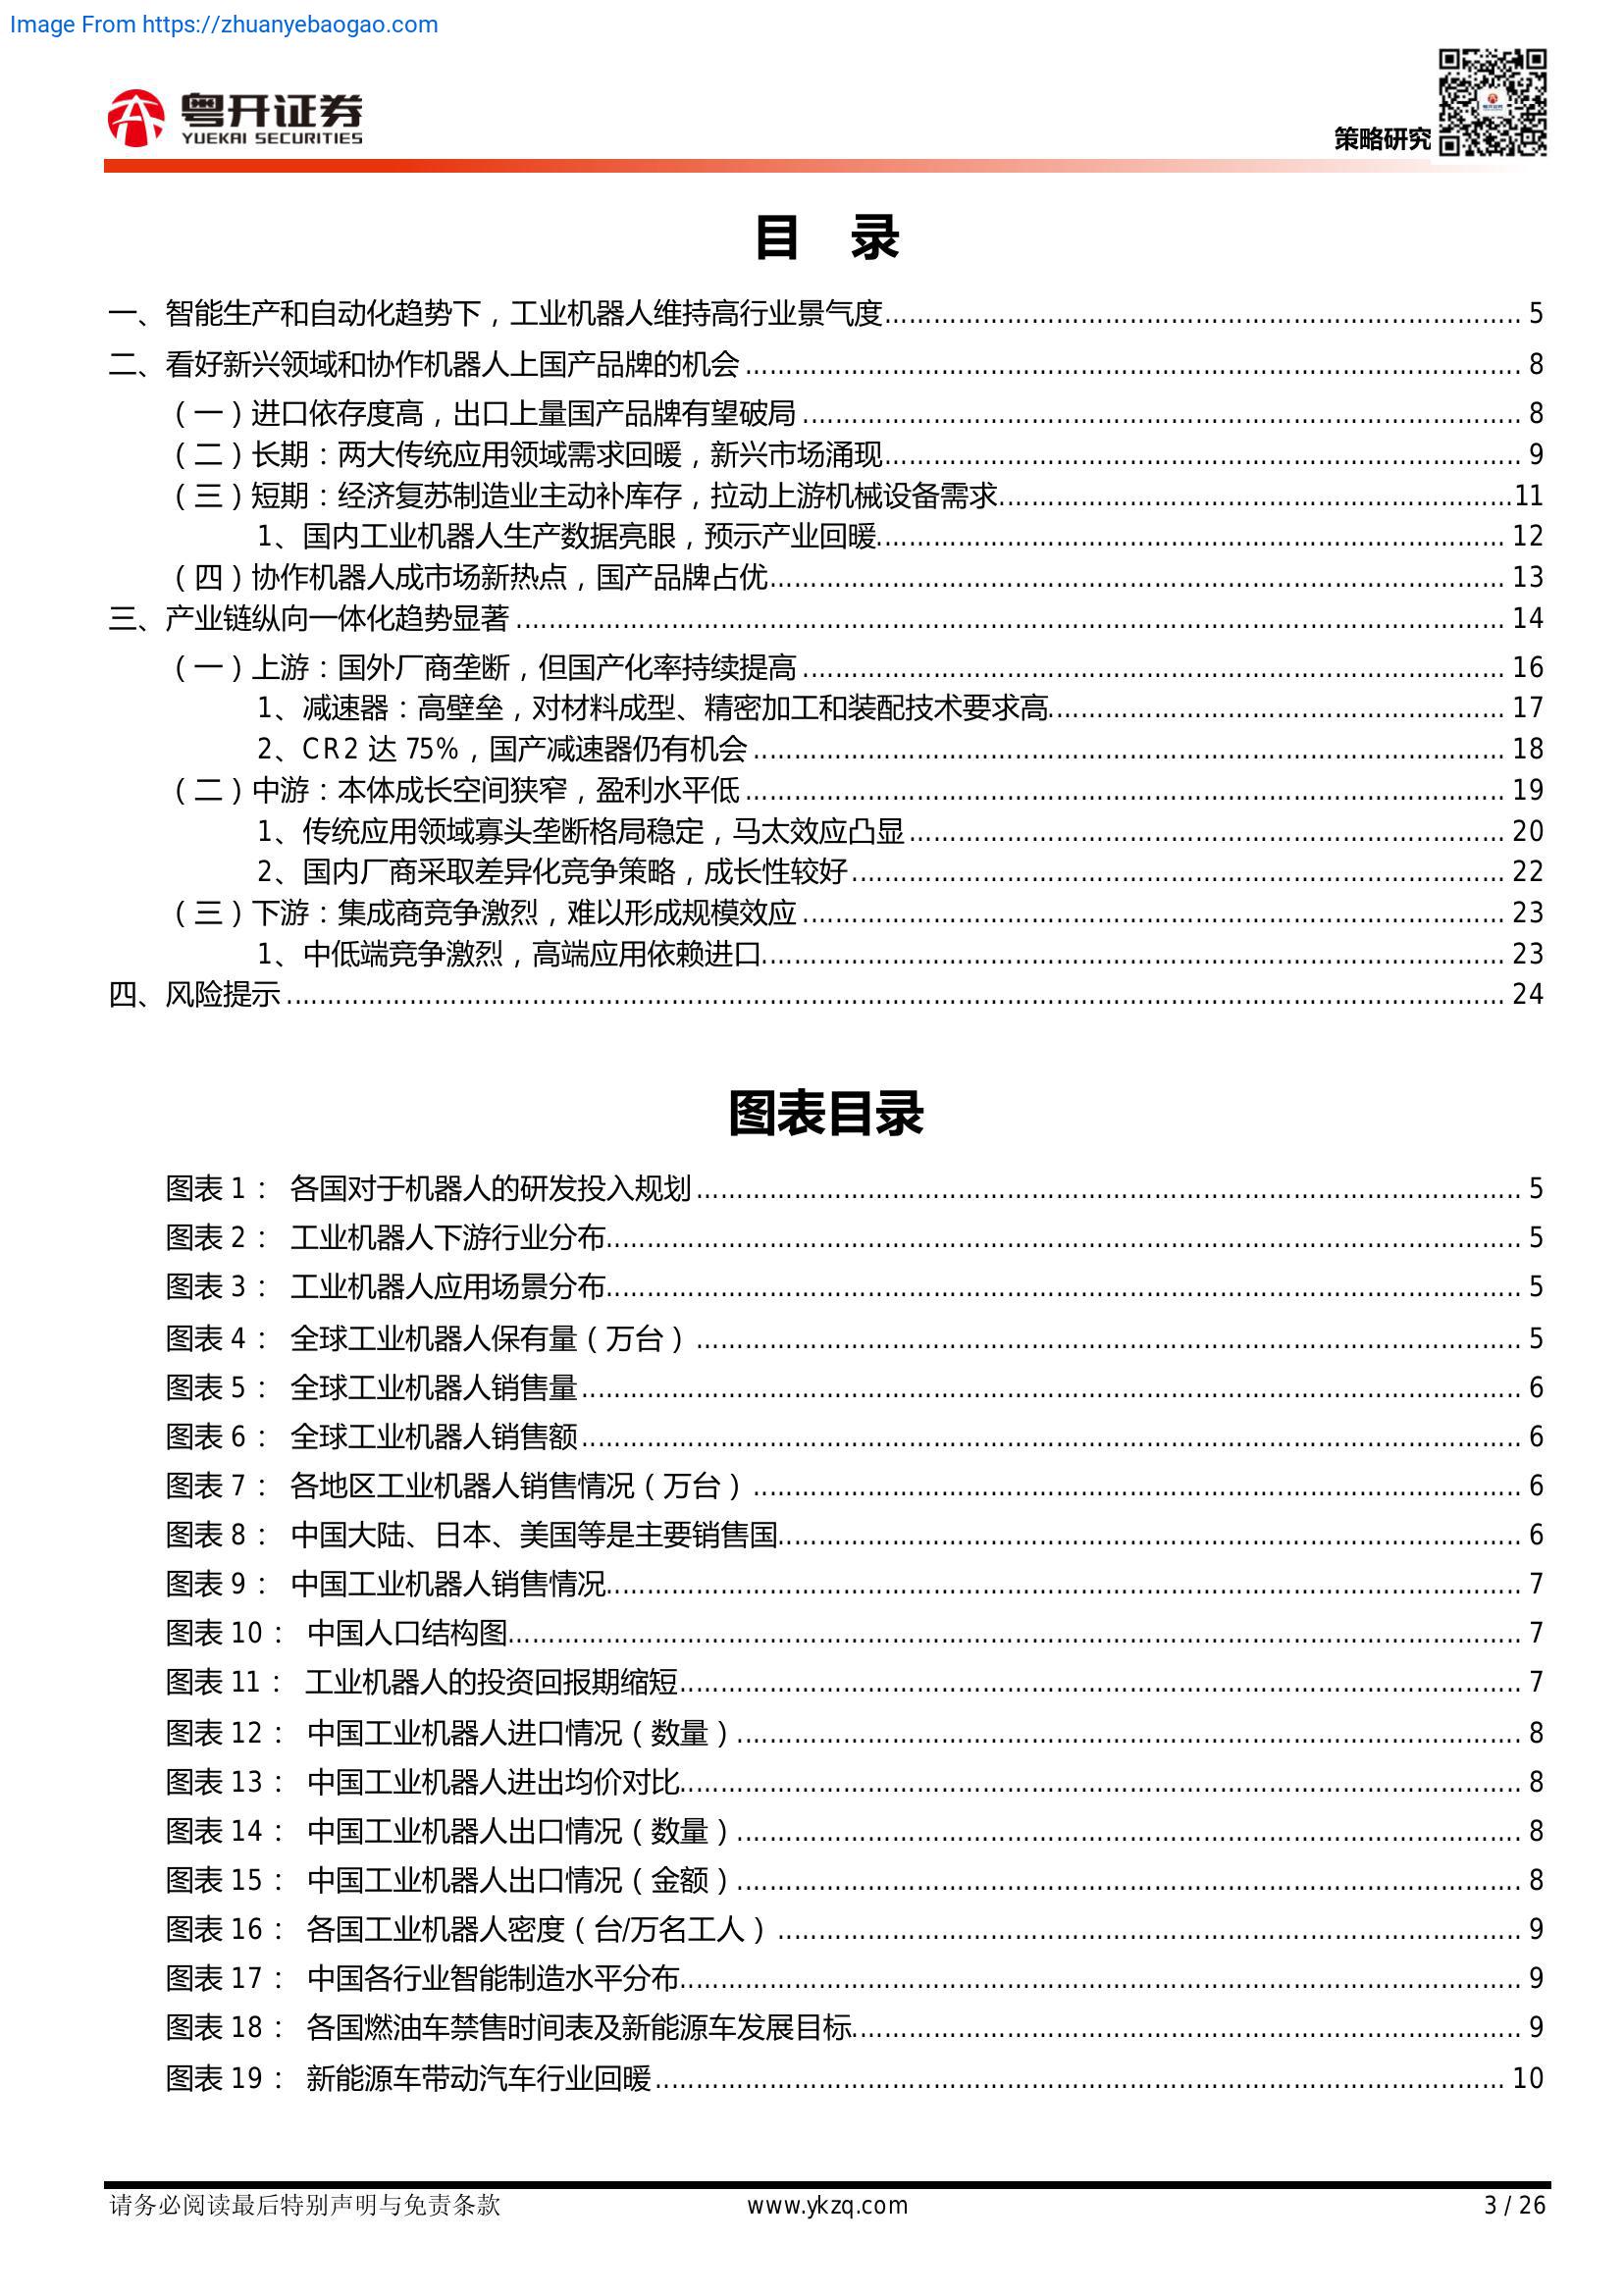 Image From https://zhuanyebaogao.com
粤开证券
YUEKAI SECURITIES
策略研究
目 录
一、智能生产和自动化趋势下，工业机器人维持高行业景气度 5
二、看好新兴领域和协作机器人上国产品牌的机会 8
（一）进口依存度高，出口上量国产品牌有望破局 8
（二）长期：两大传统应用领域需求回暖，新兴市场涌现 9
（三）短期：经济复苏制造业主动补库存，拉动上游机械设备需求 11
1、国内工业机器人生产数据亮眼，预示产业回暖 12
（四）协作机器人成市场新热点，国产品牌占优 13
三、产业链纵向一体化趋势显著 14
（一）上游：国外厂商垄断，但国产化率持续提高 16
1、减速器：高壁垒，对材料成型、精密加工和装配技术要求高 17
2、CR2 达 75%，国产减速器仍有机会 18
（二）中游：本体成长空间狭窄，盈利水平低 19
1、传统应用领域寡头垄断格局稳定，马太效应凸显 20
2、国内厂商采取差异化竞争策略，成长性较好 22
（三）下游：集成商竞争激烈，难以形成规模效应 23
1、中低端竞争激烈，高端应用依赖进口 23
四、风险提示 24
图表目录
图表 1： 各国对于机器人的研发投入规划 5
图表 2： 工业机器人下游行业分布 5
图表 3： 工业机器人应用场景分布 5
图表 4： 全球工业机器人保有量（万台） 5
图表 5： 全球工业机器人销售量 6
图表 6： 全球工业机器人销售额 6
图表 7： 各地区工业机器人销售情况（万台） 6
图表 8： 中国大陆、日本、美国等是主要销售国 6
图表 9： 中国工业机器人销售情况 7
图表 10： 中国人口结构图 7
图表 11： 工业机器人的投资回报期缩短 7
图表 12： 中国工业机器人进口情况（数量） 8
图表 13： 中国工业机器人进出均价对比 8
图表 14： 中国工业机器人出口情况（数量） 8
图表 15： 中国工业机器人出口情况（金额） 8
图表 16： 各国工业机器人密度（台/万名工人） 9
图表 17： 中国各行业智能制造水平分布 9
图表 18： 各国燃油车禁售时间表及新能源车发展目标 9
图表 19： 新能源车带动汽车行业回暖 10
请务必阅读最后特别声明与免责条款 www.ykzq.com 3 / 26